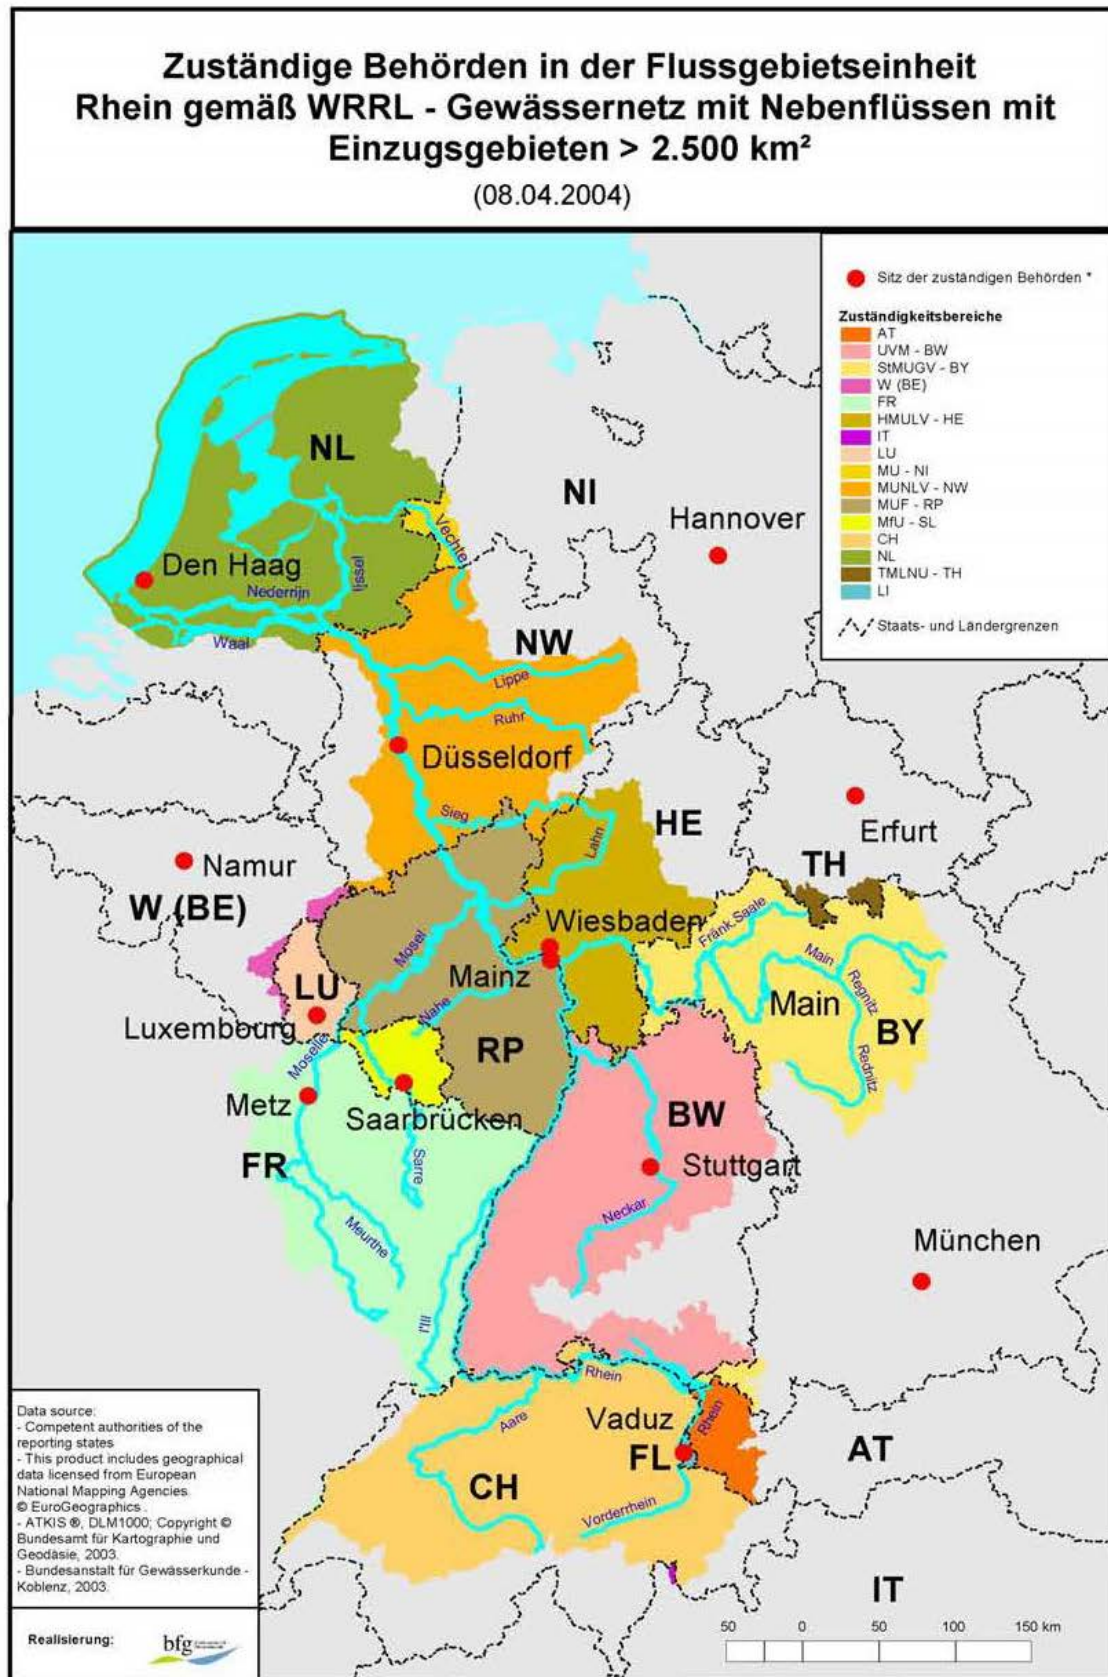 Zuständige Behörden in der Flussgebietseinheit
Rhein gemäß WRRL - Gewässernetz mit Nebenflüssen mit
Einzugsgebieten > 2.500 km²
(08.04.2004)
Sitz der zuständigen Behörden *
Zuständigkeitsbereiche
AT
UVM - BW
StMUGV - BY
W (BE)
FR
HMULV - HE
IT
LU
MU - NI
MUNLV - NW
MUF - RP
MfU - SL
CH
NL
TMLNU - TH
LI
Staats- und Ländergrenzen
NL
NI
Hannover
Vechte
Den Haag
Nederrijn
Ijssel
Waal
NW
Lippe
Ruhr
Düsseldorf
Sieg
Lahn
HE
Erfurt
TH
Namur
W (BE)
Wiesbaden
Fränk.Saale
Mosel
Mainz
Main
Regnitz
Main
LU
Nahe
BY
Luxembourg
RP
Rednitz
Moselle
Metz
Saarbrücken
BW
FR
Sarre
Stuttgart
Neckar
Meurthe
München
Ill.I
Rhein
Aare
Vaduz
Rhein
FL
AT
CH
Vorderrhein
IT
Data source:
- Competent authorities of the
reporting states
- This product includes geographical
data licensed from European
National Mapping Agencies
© EuroGeographics .
- ATKIS ®, DLM1000; Copyright ©
Bundesamt für Kartographie und
Geodäsie, 2003.
- Bundesanstalt für Gewässerkunde -
Koblenz, 2003.
Realisierung:
bfg
50 0 50 100 150 km